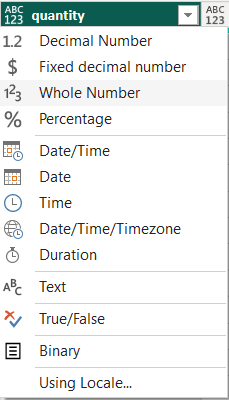 ABC
123
quantity
ABC
123
1.2 Decimal Number
$ Fixed decimal number
123 Whole Number
% Percentage
Date/Time
Date
Time
Date/Time/Timezone
Duration
ABC Text
True/False
Binary
Using Locale...